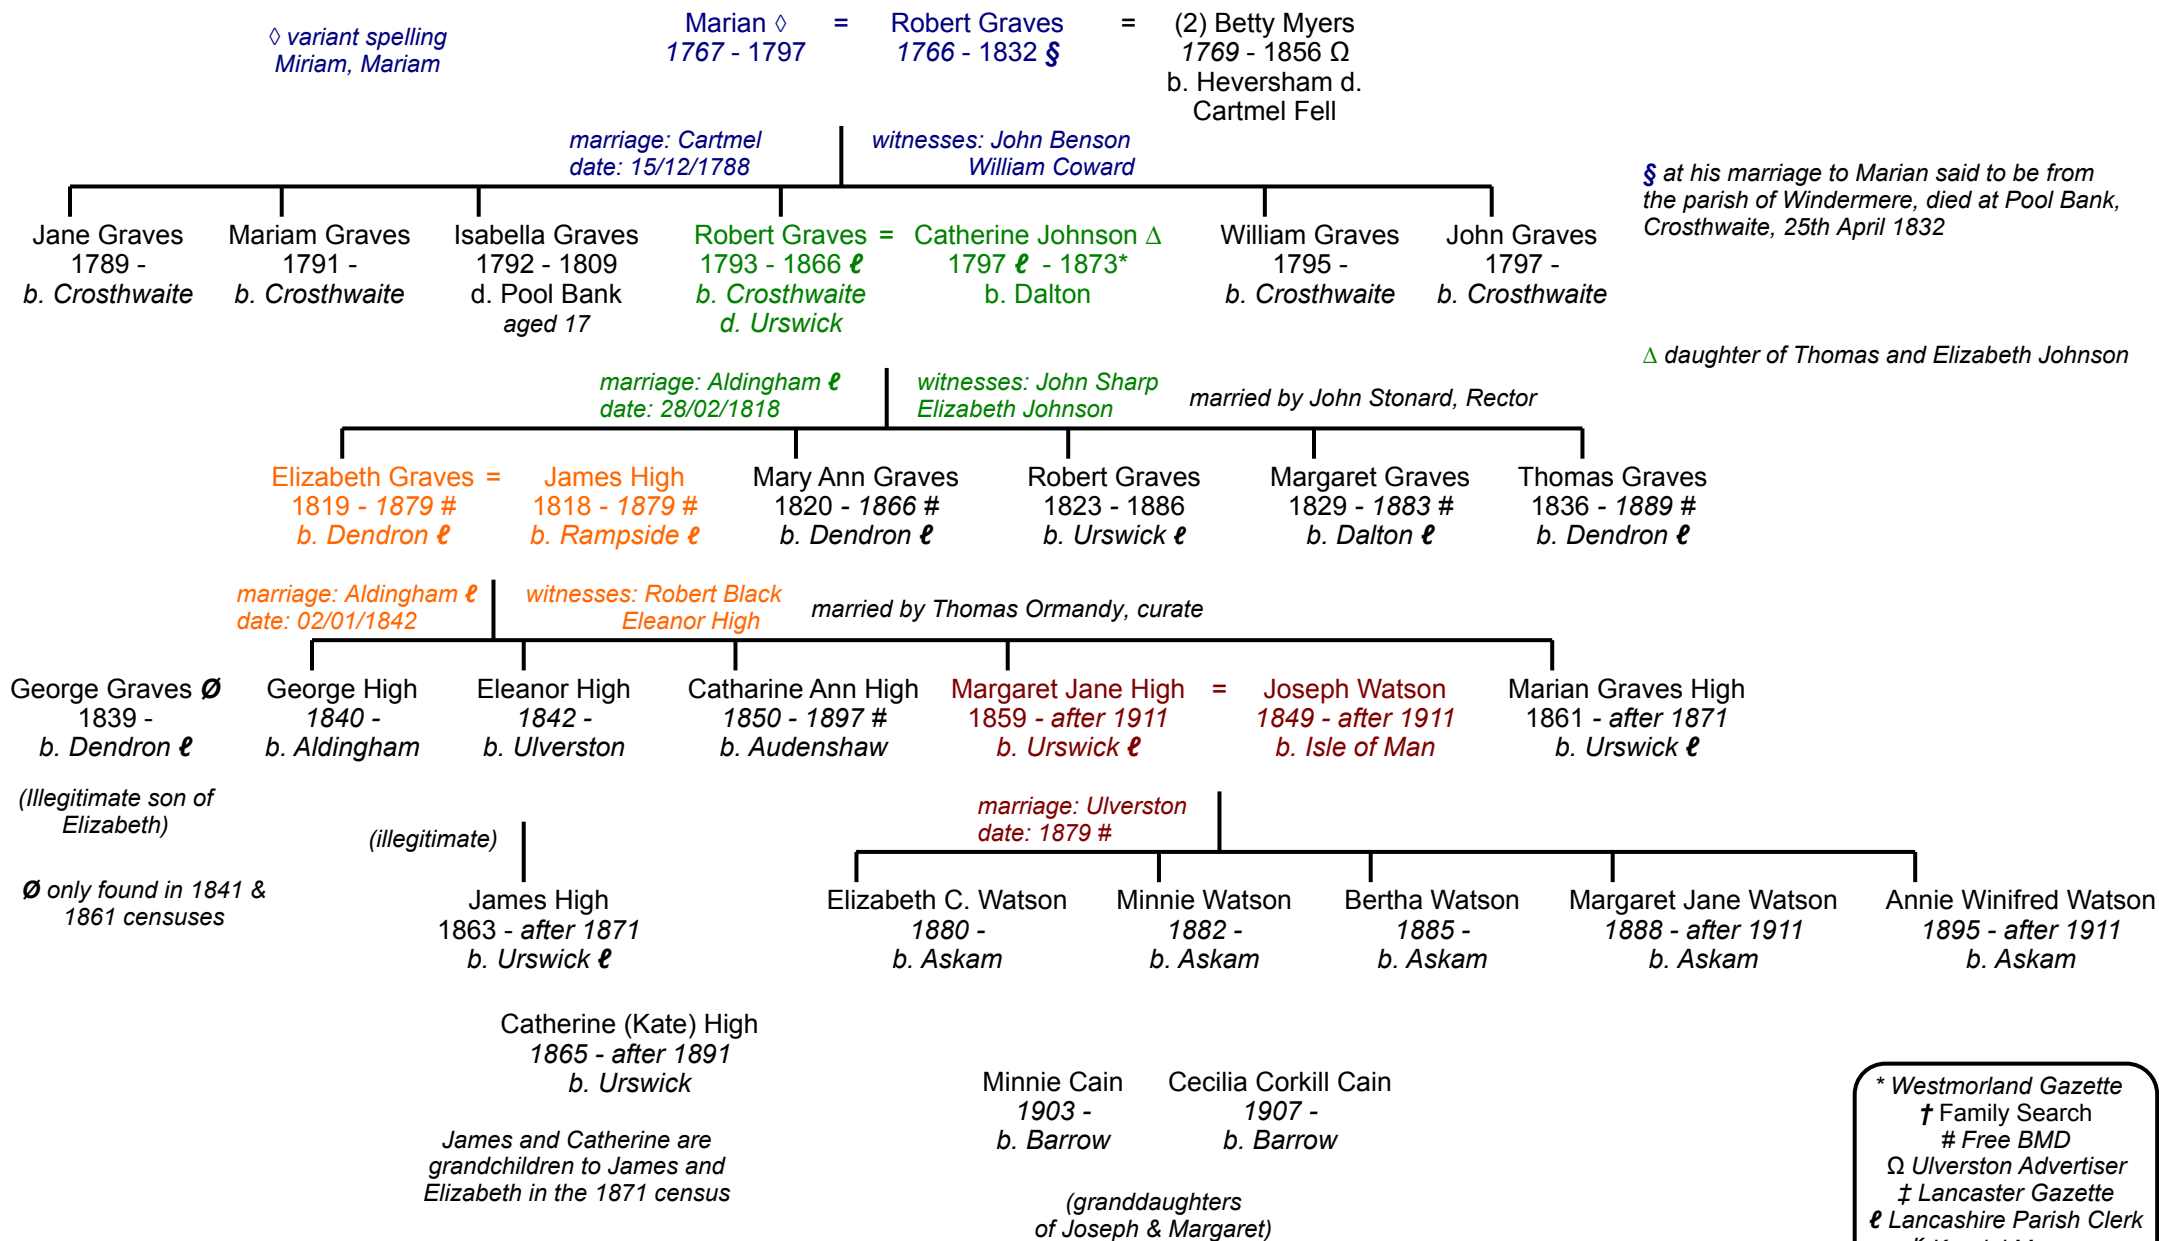 ◊ variant spelling
Miriam, Mariam
Marian ◊ = Robert Graves = (2) Betty Myers
1767 - 1797 1766 - 1832 § 1769 - 1856 Ω
b. Heversham d.
Cartmel Fell
marriage: Cartmel
date: 15/12/1788
witnesses: John Benson
William Coward
§ at his marriage to Marian said to be from
the parish of Windermere, died at Pool Bank,
Crosthwaite, 25th April 1832
Jane Graves
1789 -
b. Crosthwaite
Mariam Graves
1791 -
b. Crosthwaite
Isabella Graves
1792 - 1809
d. Pool Bank
aged 17
Robert Graves = Catherine Johnson Δ
1793 - 1866 ℓ 1797 ℓ - 1873*
b. Crosthwaite b. Dalton
d. Urswick
William Graves
1795 -
b. Crosthwaite
John Graves
1797 -
b. Crosthwaite
Δ daughter of Thomas and Elizabeth Johnson
marriage: Aldingham ℓ
date: 28/02/1818
witnesses: John Sharp
Elizabeth Johnson
married by John Stonard, Rector
Elizabeth Graves = James High
1819 - 1879 # 1818 - 1879 #
b. Dendron ℓ b. Rampside ℓ
Mary Ann Graves
1820 - 1866 #
b. Dendron ℓ
Robert Graves
1823 - 1886
b. Urswick ℓ
Margaret Graves
1829 - 1883 #
b. Dalton ℓ
Thomas Graves
1836 - 1889 #
b. Dendron ℓ
marriage: Aldingham ℓ
date: 02/01/1842
witnesses: Robert Black
Eleanor High
married by Thomas Ormandy, curate
George Graves Ø
1839 -
b. Dendron ℓ
(Illegitimate son of
Elizabeth)
Ø only found in 1841 &
1861 censuses
George High
1840 -
b. Aldingham
Eleanor High
1842 -
b. Ulverston
Catharine Ann High
1850 - 1897 #
b. Audenshaw
Margaret Jane High = Joseph Watson
1859 - after 1911 1849 - after 1911
b. Urswick ℓ b. Isle of Man
Marian Graves High
1861 - after 1871
b. Urswick ℓ
(illegitimate)
marriage: Ulverston
date: 1879 #
James High
1863 - after 1871
b. Urswick ℓ
Elizabeth C. Watson
1880 -
b. Askam
Minnie Watson
1882 -
b. Askam
Bertha Watson
1885 -
b. Askam
Margaret Jane Watson
1888 - after 1911
b. Askam
Annie Winifred Watson
1895 - after 1911
b. Askam
Catherine (Kate) High
1865 - after 1891
b. Urswick
James and Catherine are
grandchildren to James and
Elizabeth in the 1871 census
Minnie Cain
1903 -
b. Barrow
Cecilia Corkill Cain
1907 -
b. Barrow
(granddaughters
of Joseph & Margaret)
* Westmorland Gazette
† Family Search
# Free BMD
Ω Ulverston Advertiser
‡ Lancaster Gazette
ℓ Lancashire Parish Clerk